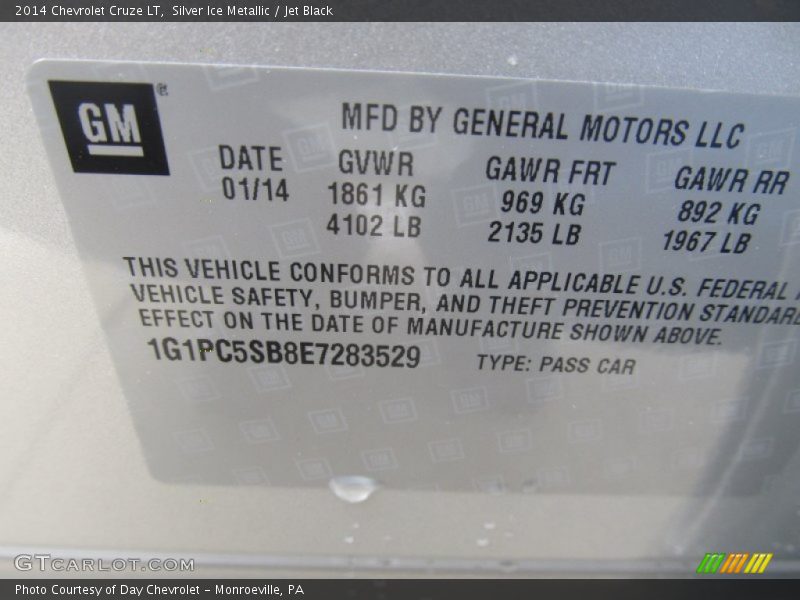 2014 Chevrolet Cruze LT,  Silver Ice Metallic / Jet Black
GM ®
MFD BY GENERAL MOTORS LLC
DATE GVWR GAWR FRT GAWR RR
01/14 1861 KG 969 KG 892 KG
4102 LB 2135 LB 1967 LB
THIS VEHICLE CONFORMS TO ALL APPLICABLE U.S. FEDERAL
VEHICLE SAFETY, BUMPER, AND THEFT PREVENTION STANDARD
EFFECT ON THE DATE OF MANUFACTURE SHOWN ABOVE.
1G1PC5SB8E7283529 TYPE: PASS CAR
GTCARLOT.COM
Photo Courtesy of Day Chevrolet – Monroeville, PA